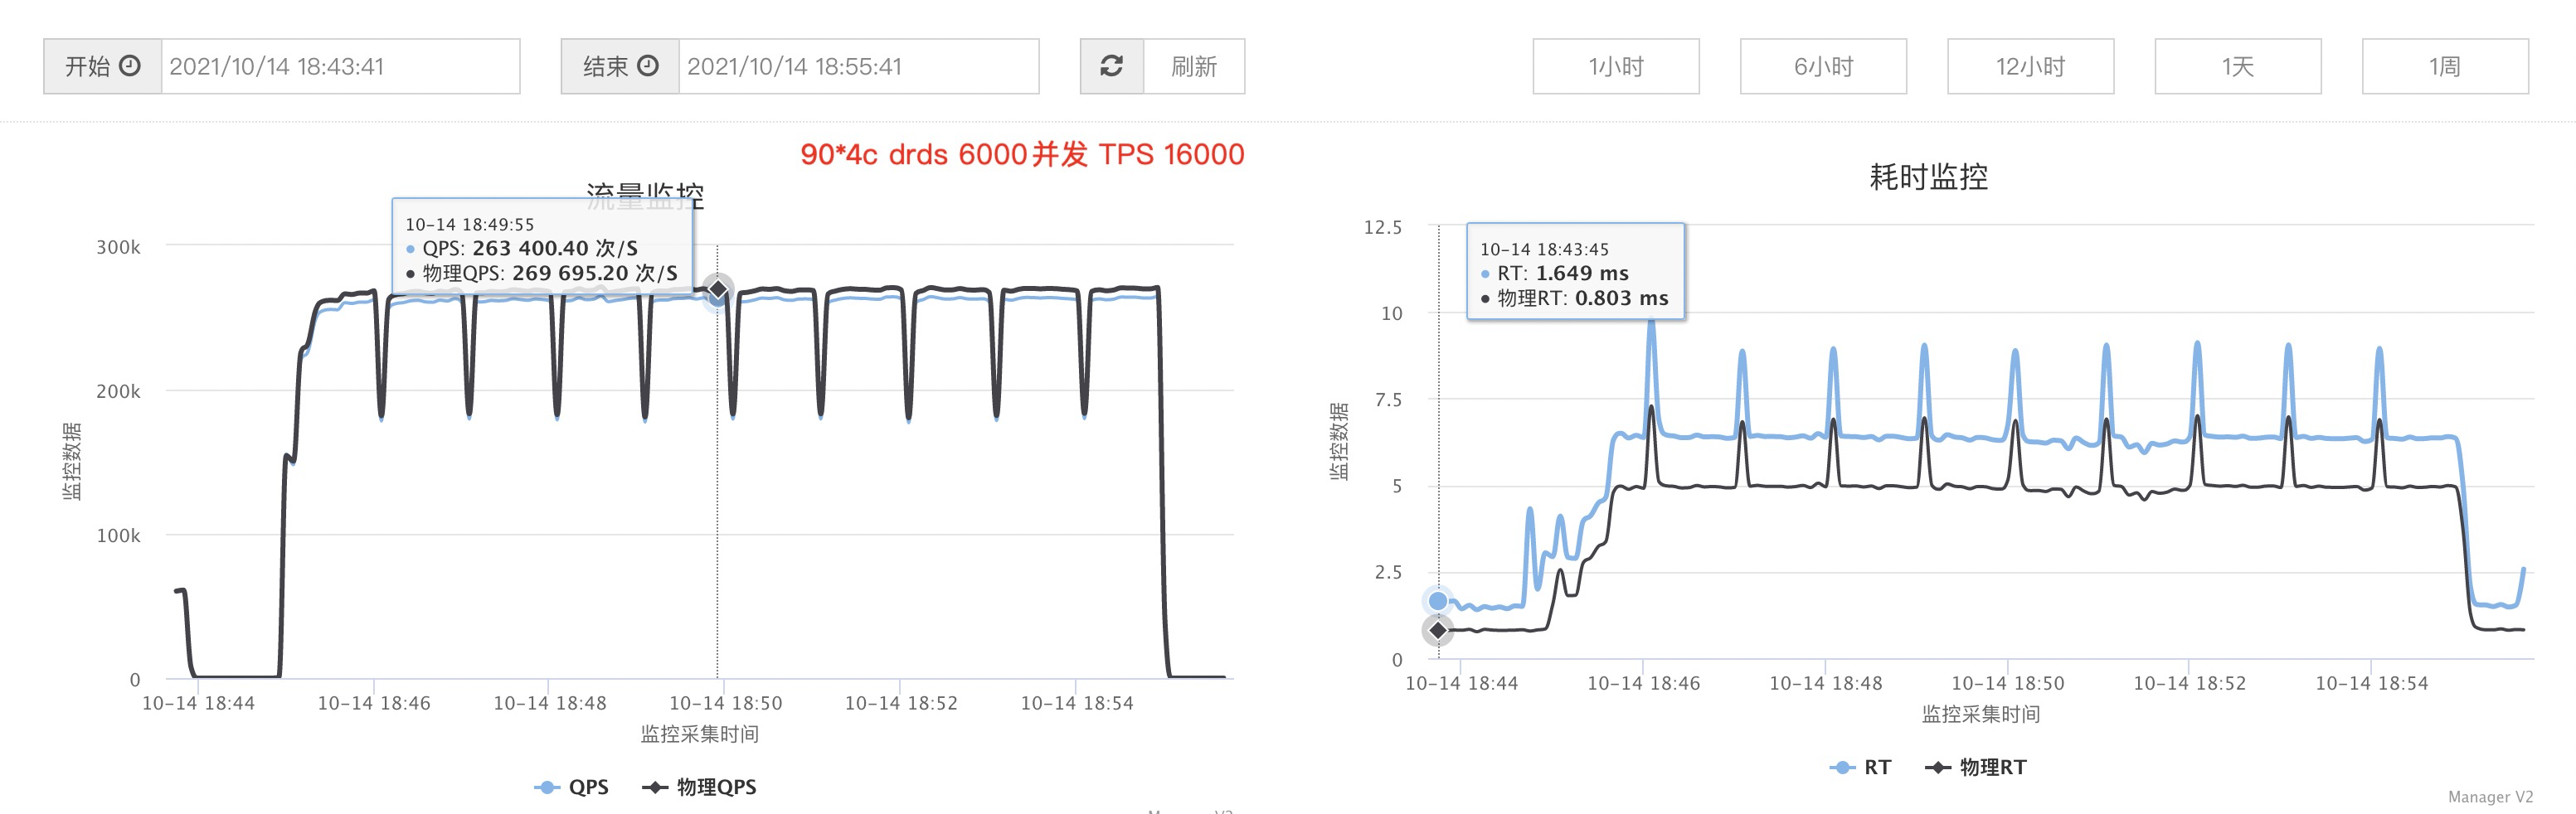 开始 2021/10/14 18:43:41 结束 2021/10/14 18:55:41 刷新 1小时 6小时 12小时 1天 1周
90*4c drds 6000并发 TPS 16000
流量监控
10-14 18:49:55
QPS: 263 400.40 次/S
物理QPS: 269 695.20 次/S
300k
200k
100k
0
监控数据
10-14 18:44 10-14 18:46 10-14 18:48 10-14 18:50 10-14 18:52 10-14 18:54
监控采集时间
QPS 物理QPS
Manager V2
耗时监控
10-14 18:43:45
RT: 1.649 ms
物理RT: 0.803 ms
12.5
10
7.5
5
2.5
0
监控数据
10-14 18:44 10-14 18:46 10-14 18:48 10-14 18:50 10-14 18:52 10-14 18:54
监控采集时间
RT 物理RT
Manager V2